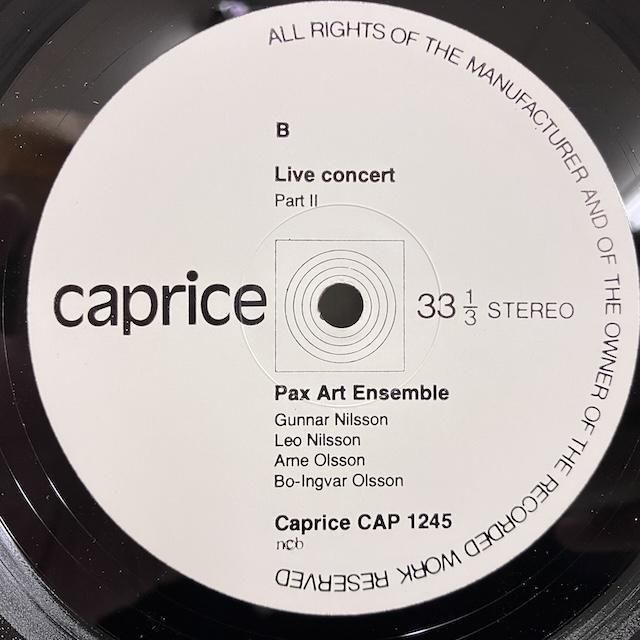 ALL RIGHTS OF THE MANUFACTURER AND OF THE OWNER OF THE RECORDED WORK RESERVED
B
Live concert
Part II
caprice
33 1/3 STEREO
Pax Art Ensemble
Gunnar Nilsson
Leo Nilsson
Arne Olsson
Bo-Ingvar Olsson
Caprice CAP 1245
ncb